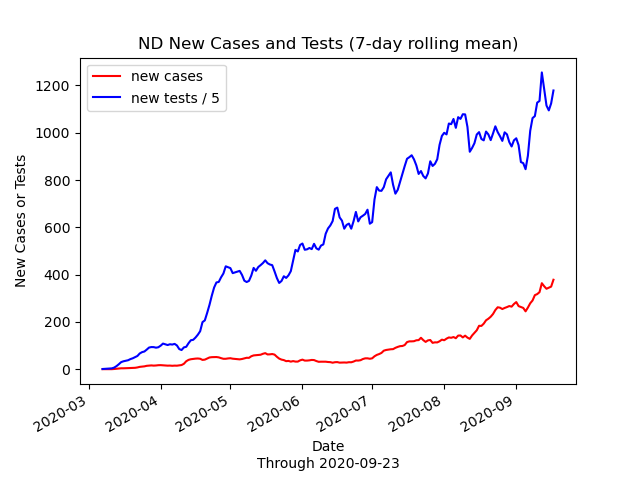 ND New Cases and Tests (7-day rolling mean)
new cases
new tests / 5
New Cases or Tests
1200
1000
800
600
400
200
0
2020-03
2020-04
2020-05
2020-06
2020-07
2020-08
2020-09
Date
Through 2020-09-23